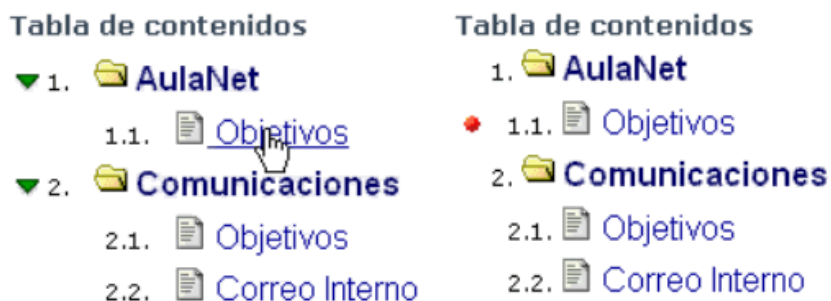 Tabla de contenidos
1. AulaNet
1.1. Objetivos
2. Comunicaciones
2.1. Objetivos
2.2. Correo Interno
Tabla de contenidos
1. AulaNet
1.1. Objetivos
2. Comunicaciones
2.1. Objetivos
2.2. Correo Interno